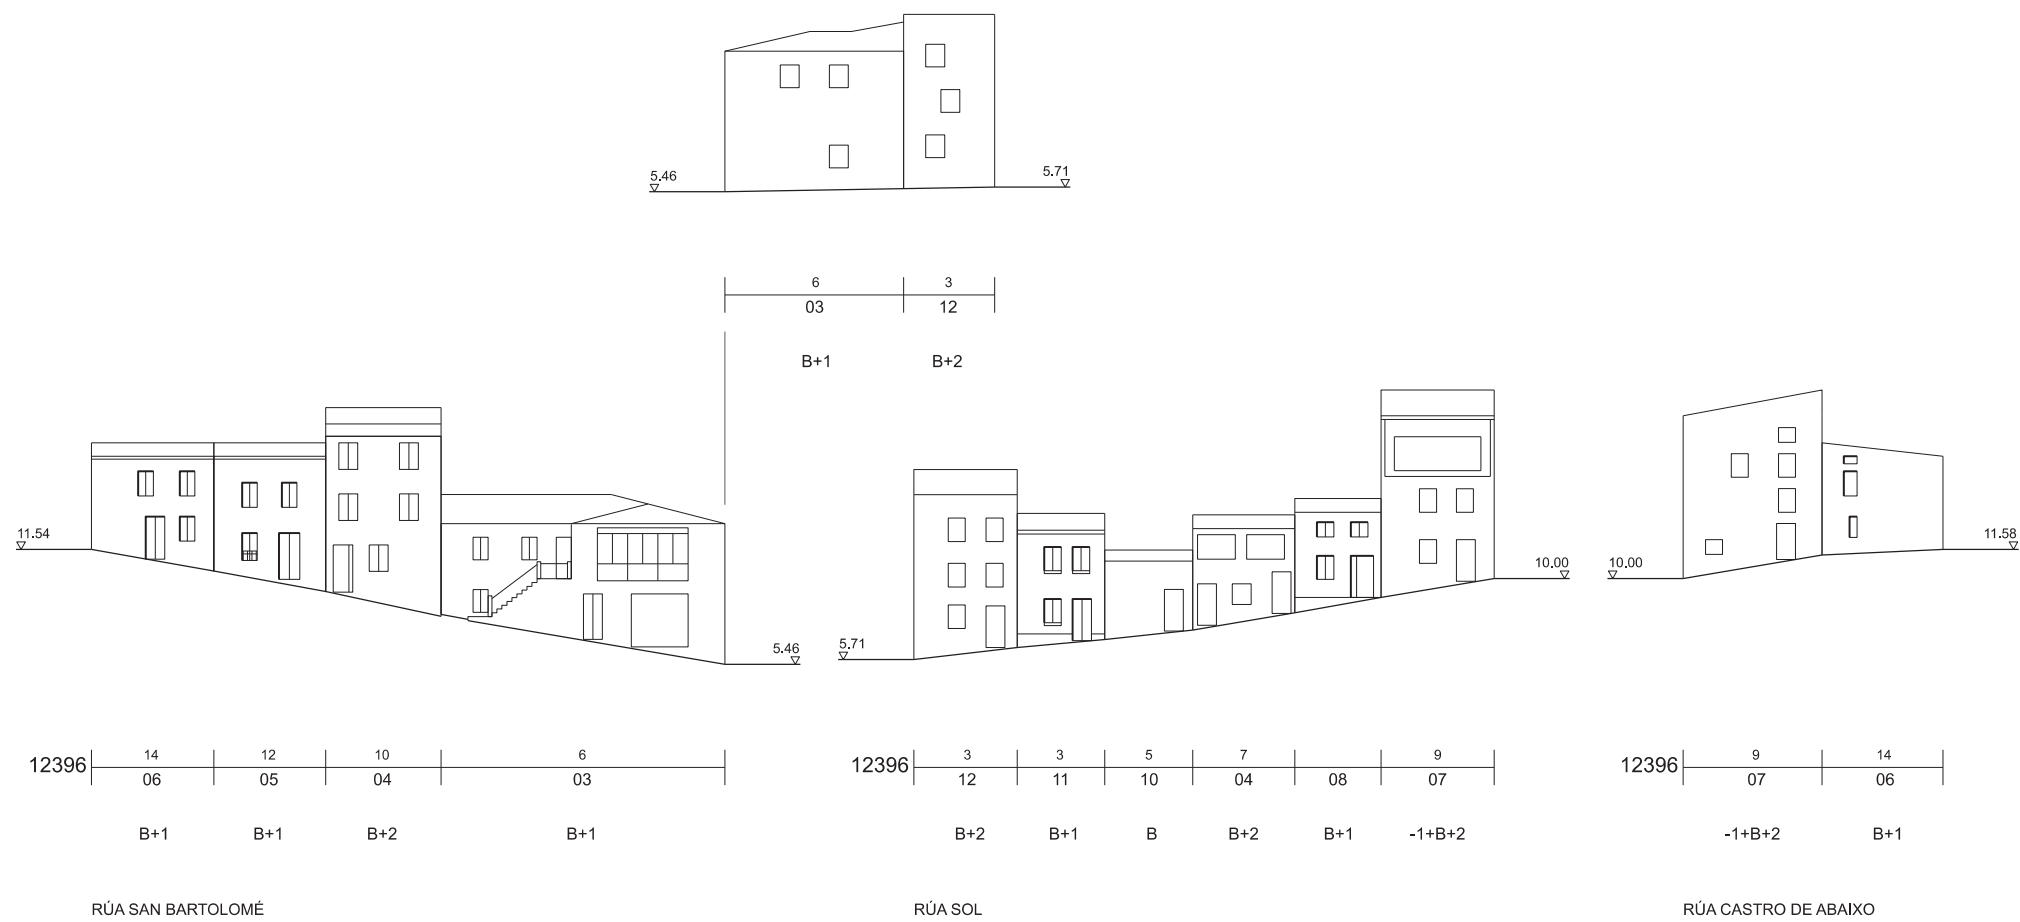 5.46 5.71
6 3
03 12
B+1 B+2
11.54 5.46
5.71 10.00
10.00 11.58
12396 14 12 10 6
06 05 04 03
B+1 B+1 B+2 B+1
RÚA SAN BARTOLOMÉ
12396 3 3 5 7 9
12 11 10 04 08 07
B+2 B+1 B B+2 B+1 -1+B+2
RÚA SOL
12396 9 14
07 06
-1+B+2 B+1
RÚA CASTRO DE ABAIXO